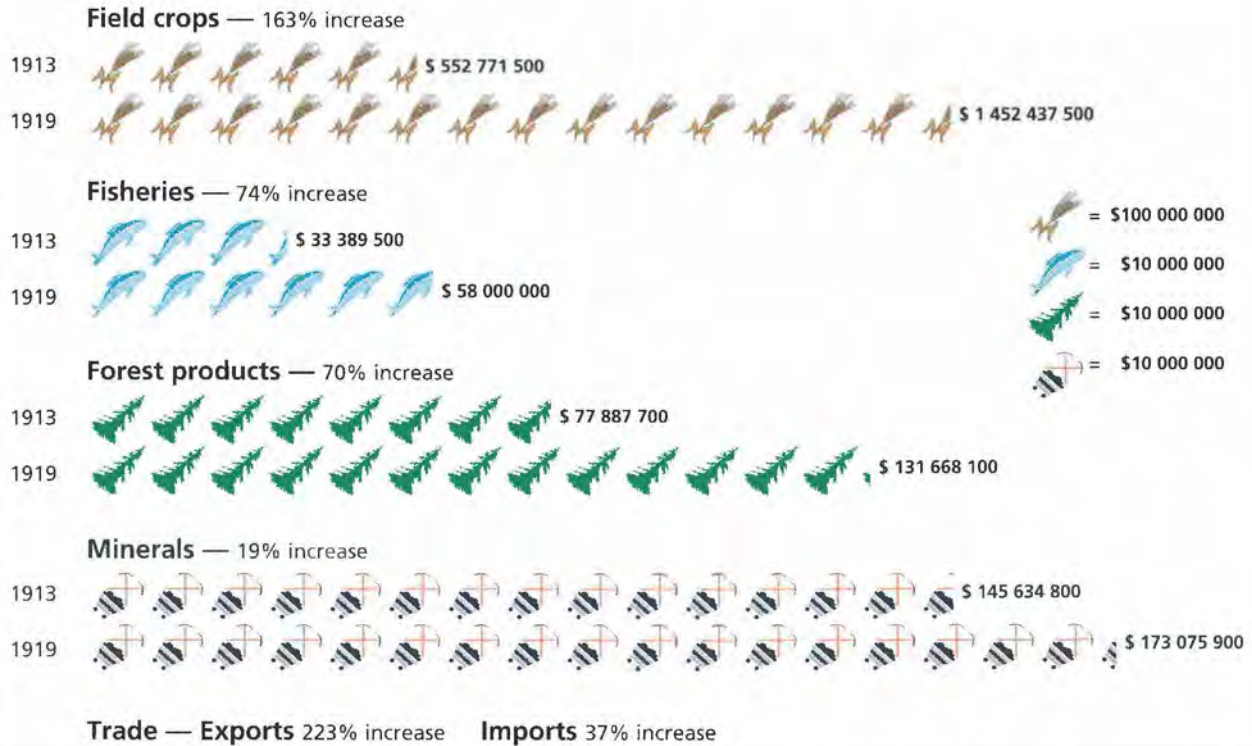 Field crops — 163% increase
1913 $ 552 771 500
1919 $ 1 452 437 500
Fisheries — 74% increase
1913 $ 33 389 500
1919 $ 58 000 000
= $100 000 000
= $10 000 000
= $10 000 000
= $10 000 000
Forest products — 70% increase
1913 $ 77 887 700
1919 $ 131 668 100
Minerals — 19% increase
1913 $ 145 634 800
1919 $ 173 075 900
Trade — Exports 223% increase Imports 37% increase